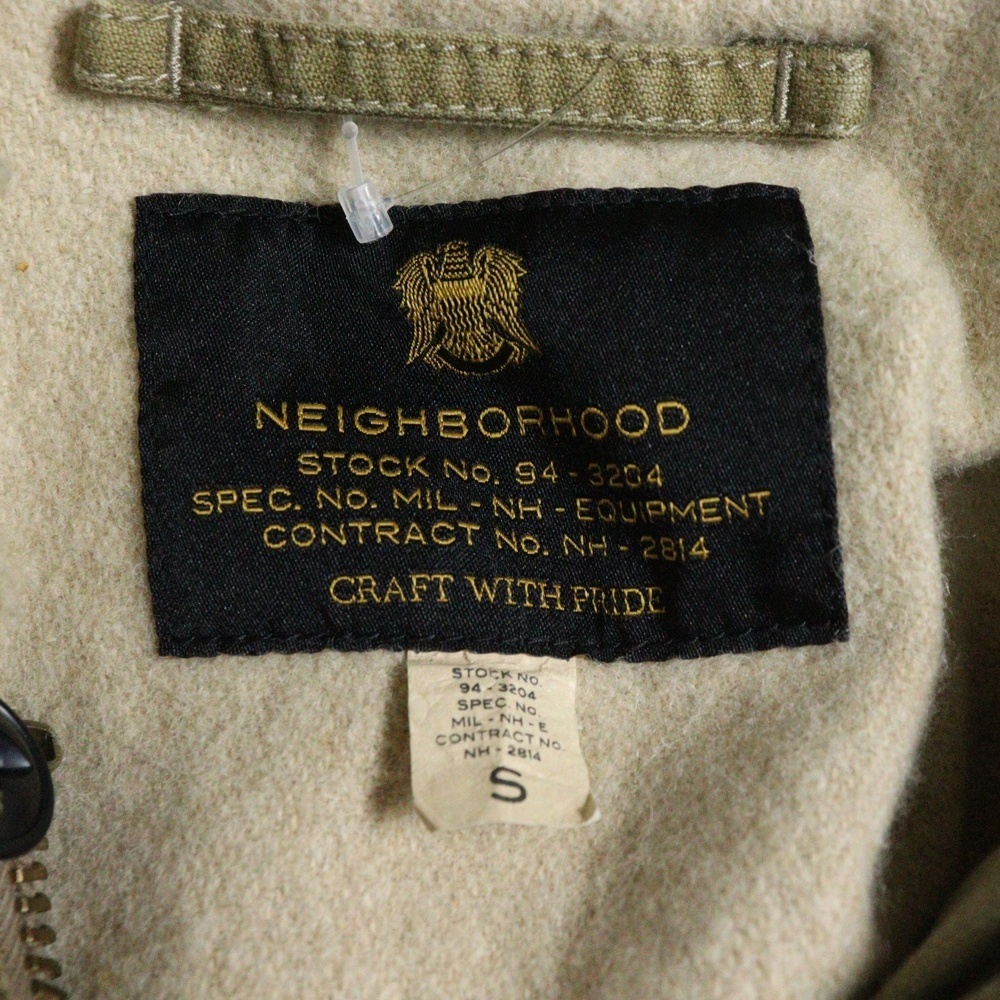 NEIGHBORHOOD
STOCK No. 94-3204
SPEC. No. MIL - NH - EQUIPMENT
CONTRACT No. NH - 2814
CRAFT WITH PRIDE
STOCK NO.
94 - 3204
SPEC. NO.
MIL - NH - E
CONTRACT NO.
NH - 2814
S